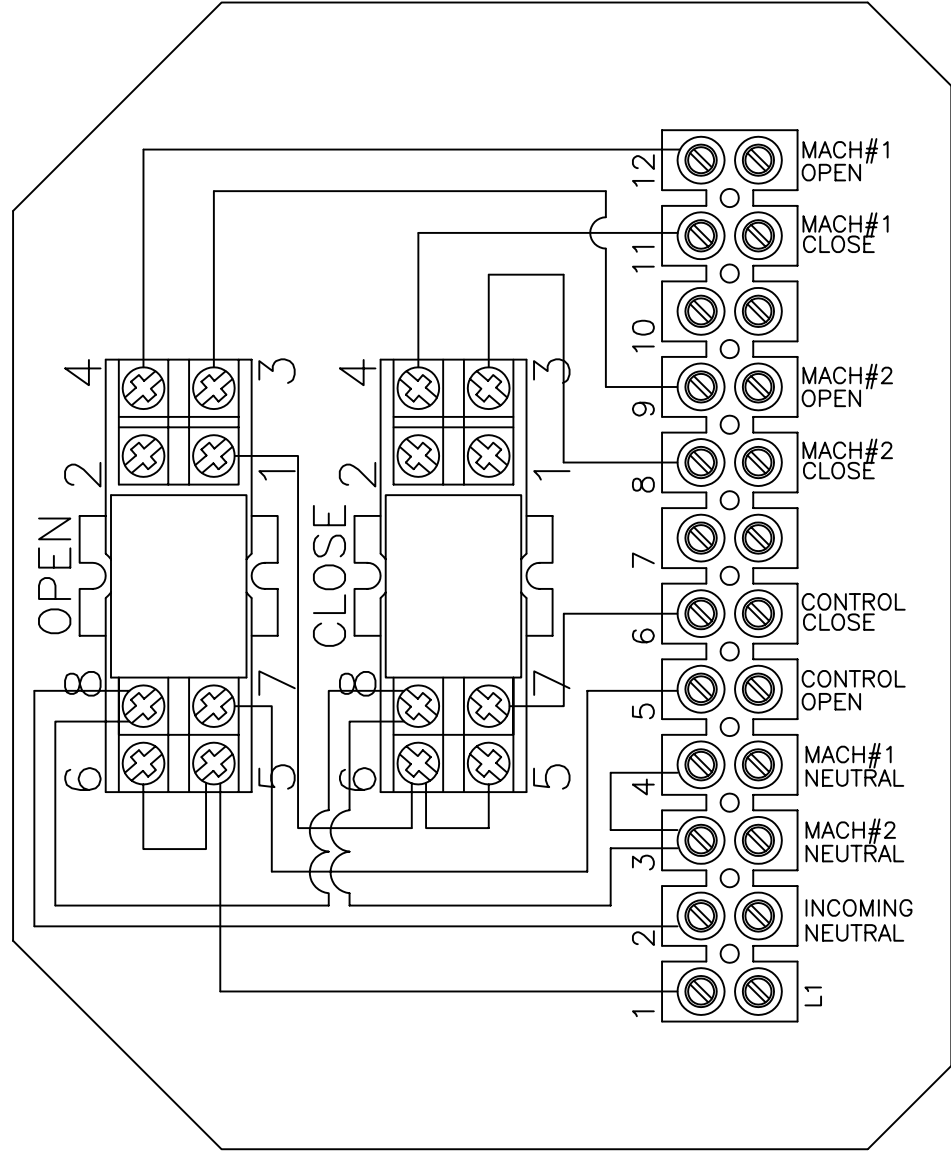 12
MACH#1
OPEN
11
MACH#1
CLOSE
10
9
MACH#2
OPEN
8
MACH#2
CLOSE
7
6
CONTROL
CLOSE
5
CONTROL
OPEN
4
MACH#1
NEUTRAL
3
MACH#2
NEUTRAL
2
INCOMING
NEUTRAL
1
L1
OPEN
4
3
2
1
8
7
6
5
CLOSE
4
3
2
1
8
7
6
5